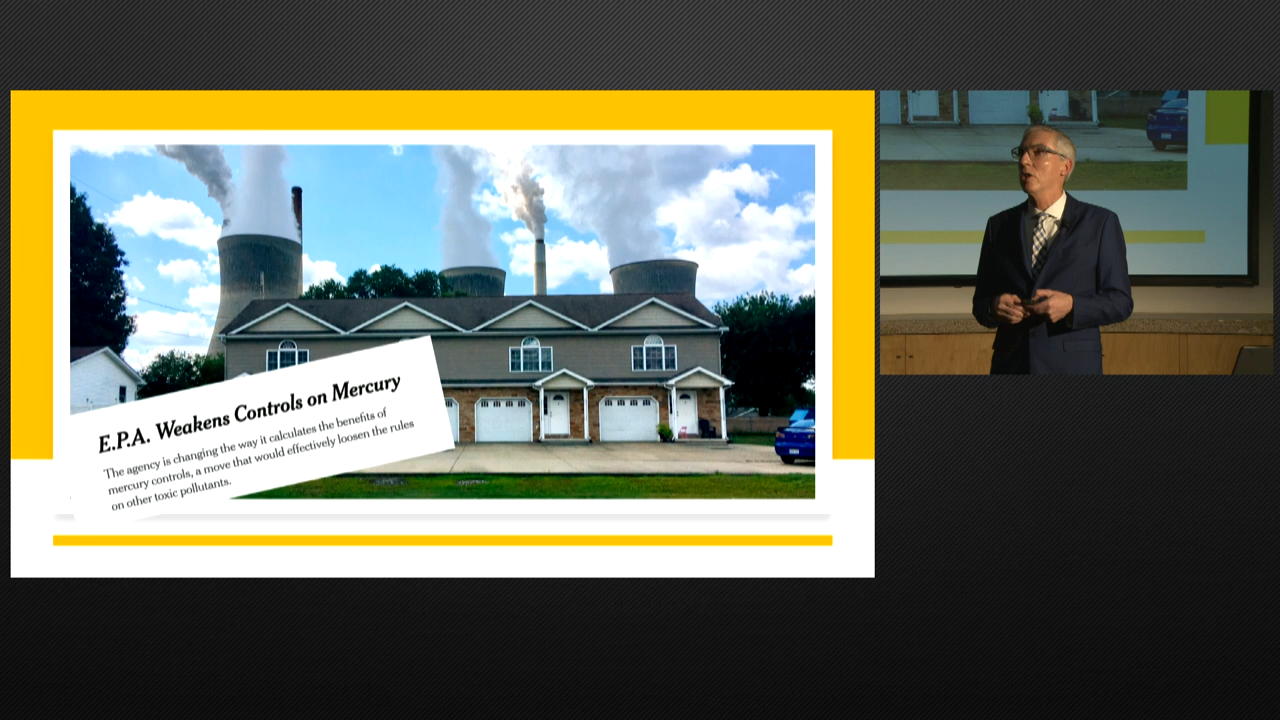 E.P.A. Weakens Controls on Mercury
The agency is changing the way it calculates the benefits of
mercury controls, a move that would effectively loosen the rules
on other toxic pollutants.